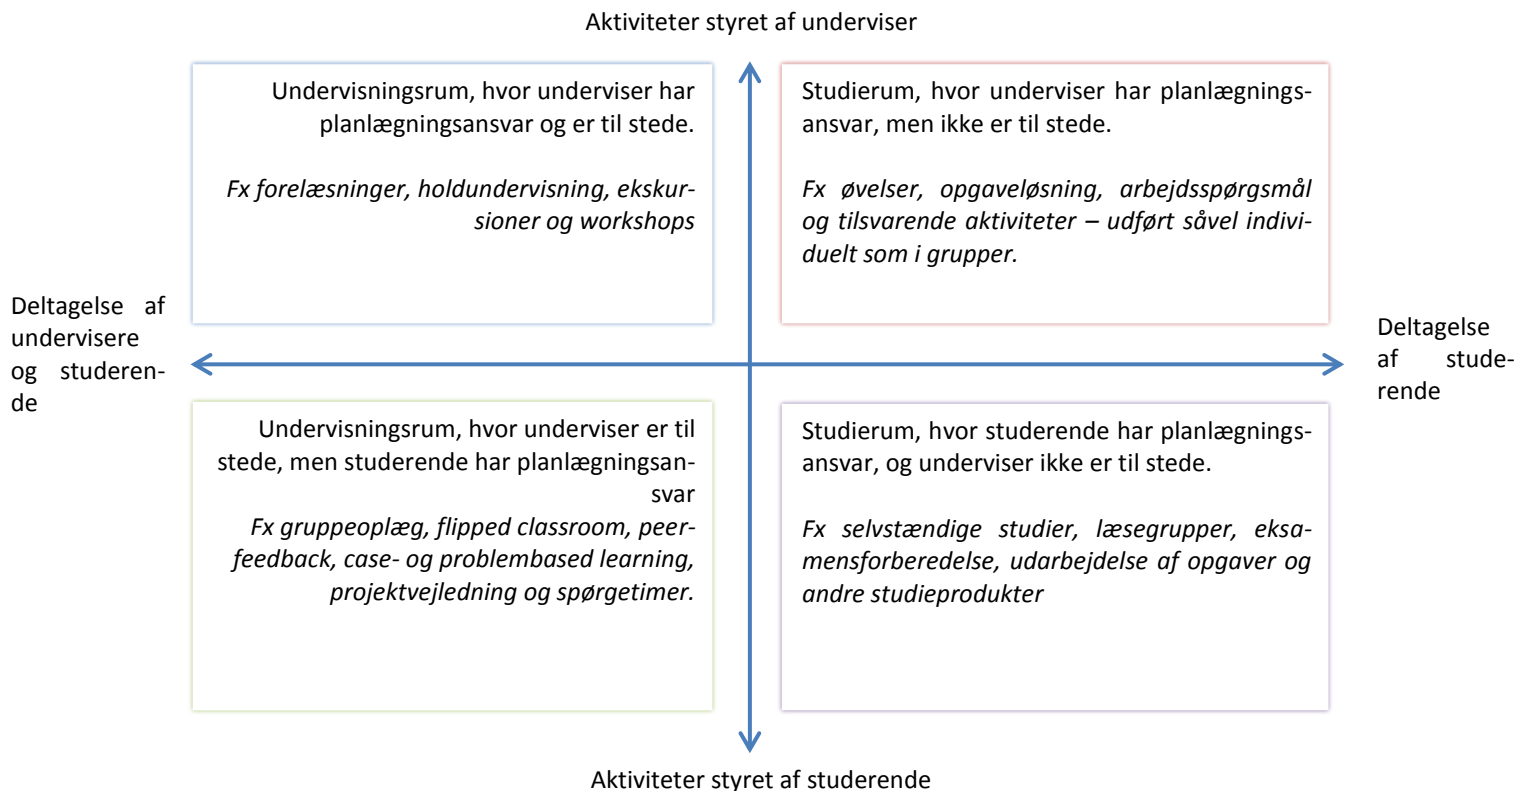 Aktiviteter styret af underviser
Undervisningsrum, hvor underviser har
planlægningsansvar og er til stede.
Fx forelæsninger, holdundervisning, ekskur-
sioner og workshops
Studierum, hvor underviser har planlægnings-
ansvar, men ikke er til stede.
Fx øvelser, opgaveløsning, arbejdsspørgsmål
og tilsvarende aktiviteter – udført såvel indivi-
duelt som i grupper.
Deltagelse af
undervisere
og studeren-
de
Deltagelse
af stude-
rende
Undervisningsrum, hvor underviser er til
stede, men studerende har planlægningsan-
svar
Fx gruppeoplæg, flipped classroom, peer-
feedback, case- og problembased learning,
projektvejledning og spørgetimer.
Studierum, hvor studerende har planlægnings-
ansvar, og underviser ikke er til stede.
Fx selvstændige studier, læsegrupper, eksa-
mensforberedelse, udarbejdelse af opgaver og
andre studieprodukter
Aktiviteter styret af studerende